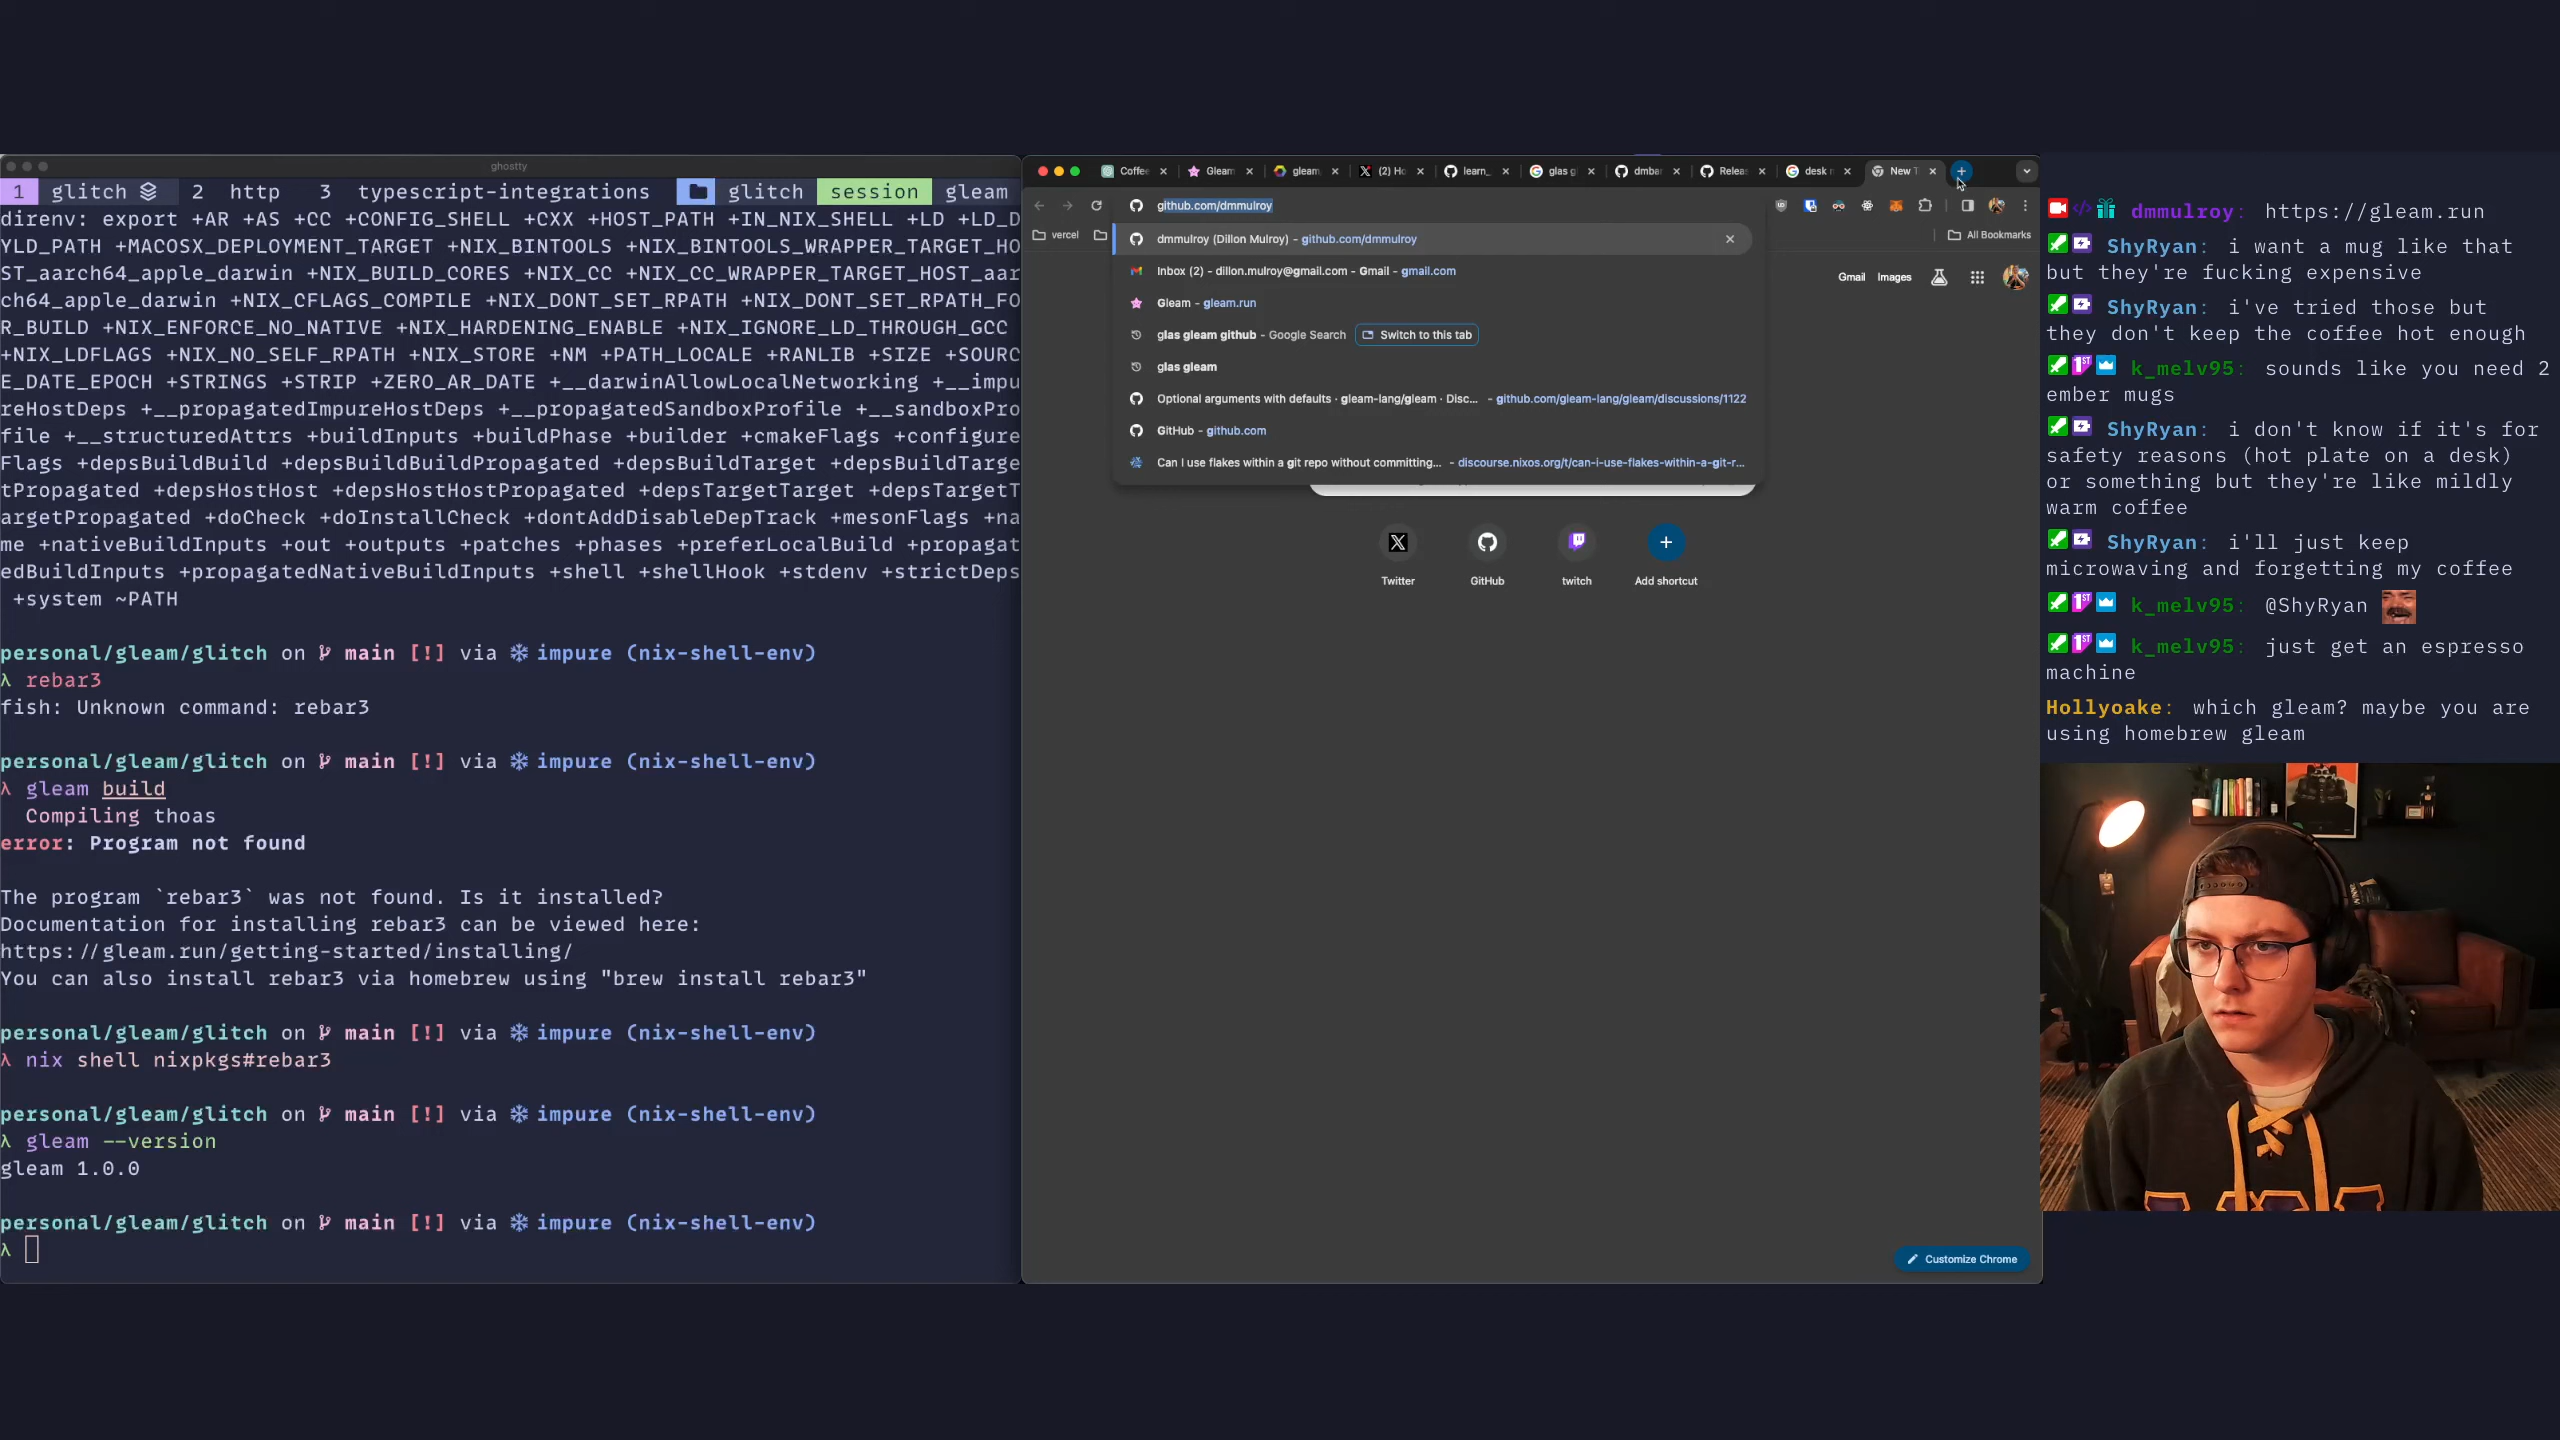 ghostty
1 glitch 2 http 3 typescript-integrations glitch session gleam
direnv: export +AR +AS +CC +CONFIG_SHELL +CXX +HOST_PATH +IN_NIX_SHELL +LD +LD_D
YLD_PATH +MACOSX_DEPLOYMENT_TARGET +NIX_BINTOOLS +NIX_BINTOOLS_WRAPPER_TARGET_HO
ST_aarch64_apple_darwin +NIX_BUILD_CORES +NIX_CC +NIX_CC_WRAPPER_TARGET_HOST_aar
ch64_apple_darwin +NIX_CFLAGS_COMPILE +NIX_DONT_SET_RPATH +NIX_DONT_SET_RPATH_FO
R_BUILD +NIX_ENFORCE_NO_NATIVE +NIX_HARDENING_ENABLE +NIX_IGNORE_LD_THROUGH_GCC
+NIX_LDFLAGS +NIX_NO_SELF_RPATH +NIX_STORE +NM +PATH_LOCALE +RANLIB +SIZE +SOURC
E_DATE_EPOCH +STRINGS +STRIP +ZERO_AR_DATE +__darwinAllowLocalNetworking +__impu
reHostDeps +__propagatedImpureHostDeps +__propagatedSandboxProfile +__sandboxPro
file +__structuredAttrs +buildInputs +buildPhase +builder +cmakeFlags +configure
Flags +depsBuildBuild +depsBuildBuildPropagated +depsBuildTarget +depsBuildTarge
tPropagated +depsHostHost +depsHostHostPropagated +depsTargetTarget +depsTargetT
argetPropagated +doCheck +doInstallCheck +dontAddDisableDepTrack +mesonFlags +na
me +nativeBuildInputs +out +outputs +patches +phases +preferLocalBuild +propagat
edBuildInputs +propagatedNativeBuildInputs +shell +shellHook +stdenv +strictDeps
+system ~PATH
personal/gleam/glitch on main [!] via ❄ impure (nix-shell-env)
λ rebar3
fish: Unknown command: rebar3
personal/gleam/glitch on main [!] via ❄ impure (nix-shell-env)
λ gleam build
Compiling thoas
error: Program not found
The program `rebar3` was not found. Is it installed?
Documentation for installing rebar3 can be viewed here:
https://gleam.run/getting-started/installing/
You can also install rebar3 via homebrew using "brew install rebar3"
personal/gleam/glitch on main [!] via ❄ impure (nix-shell-env)
λ nix shell nixpkgs#rebar3
personal/gleam/glitch on main [!] via ❄ impure (nix-shell-env)
λ gleam --version
gleam 1.0.0
personal/gleam/glitch on main [!] via ❄ impure (nix-shell-env)
λ
Coffee Gleam gleam (2) Ho learn_ glas g dmbar Relea desk r New T
github.com/dmmulroy
vercel All Bookmarks
dmmulroy (Dillon Mulroy) - github.com/dmmulroy
Inbox (2) - dillon.mulroy@gmail.com - Gmail - gmail.com
Gleam - gleam.run
glas gleam github - Google Search Switch to this tab
glas gleam
Optional arguments with defaults · gleam-lang/gleam · Disc... - github.com/gleam-lang/gleam/discussions/1122
GitHub - github.com
Can I use flakes within a git repo without committing... - discourse.nixos.org/t/can-i-use-flakes-within-a-git-r...
Gmail Images
Twitter GitHub twitch Add shortcut
Customize Chrome
dmmulroy: https://gleam.run
ShyRyan: i want a mug like that
but they're fucking expensive
ShyRyan: i've tried those but
they don't keep the coffee hot enough
k_melv95: sounds like you need 2
ember mugs
ShyRyan: i don't know if it's for
safety reasons (hot plate on a desk)
or something but they're like mildly
warm coffee
ShyRyan: i'll just keep
microwaving and forgetting my coffee
k_melv95: @ShyRyan
k_melv95: just get an espresso
machine
Hollyoake: which gleam? maybe you are
using homebrew gleam